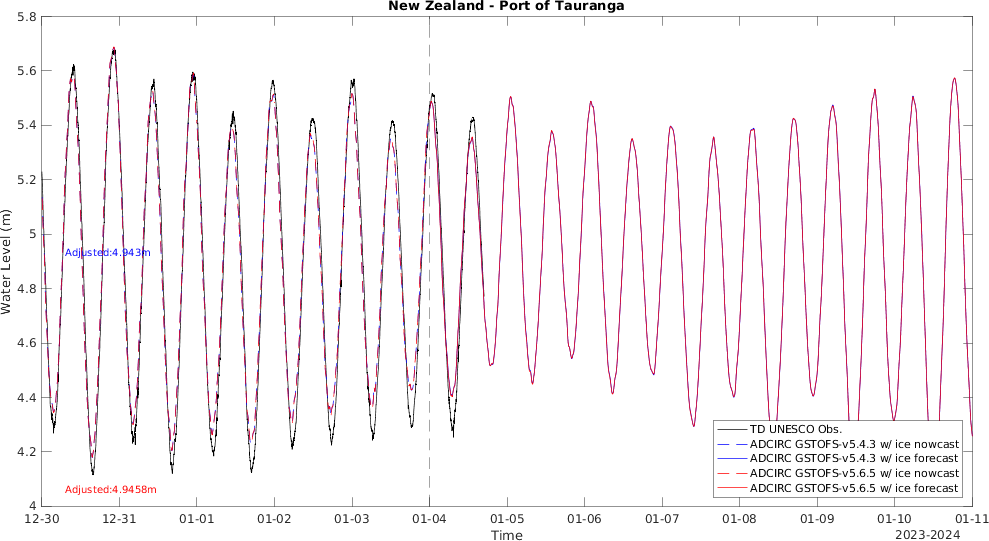 New Zealand - Port of Tauranga
5.8
5.6
5.4
5.2
5
4.8
4.6
4.4
4.2
4
Water Level (m)
Adjusted:4.943m
Adjusted:4.9458m
TD UNESCO Obs.
ADCIRC GSTOFS-v5.4.3 w/ ice nowcast
ADCIRC GSTOFS-v5.4.3 w/ ice forecast
ADCIRC GSTOFS-v5.6.5 w/ ice nowcast
ADCIRC GSTOFS-v5.6.5 w/ ice forecast
12-30 12-31 01-01 01-02 01-03 01-04 01-05 01-06 01-07 01-08 01-09 01-10 01-11
Time
2023-2024